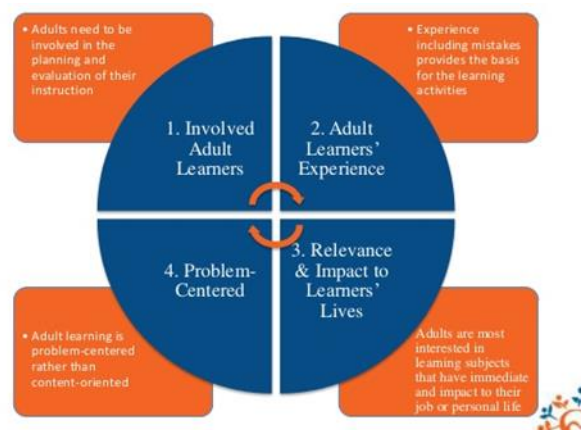 • Adults need to be
involved in the
planning and
evaluation of their
instruction
• Experience
including mistakes
provides the basis
for the learning
activities
1. Involved
Adult
Learners
2. Adult
Learners’
Experience
4. Problem-
Centered
3. Relevance
& Impact to
Learners’
Lives
• Adult learning is
problem-centered
rather than
content-oriented
Adults are most
interested in
learning subjects
that have immediate
and impact to their
job or personal life